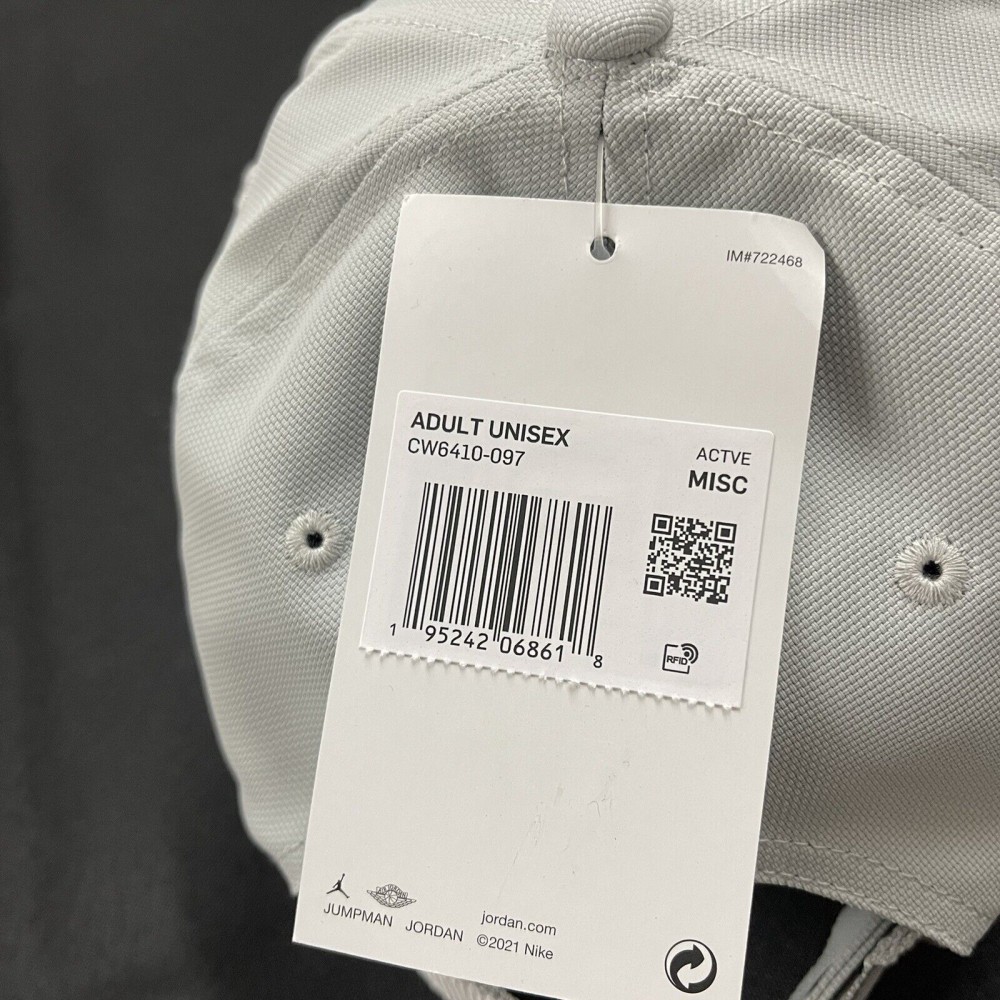 IM#722468
ADULT UNISEX
CW6410-097
ACTVE
MISC
1 95242 06861 8
RFID
JUMPMAN JORDAN
jordan.com
©2021 Nike